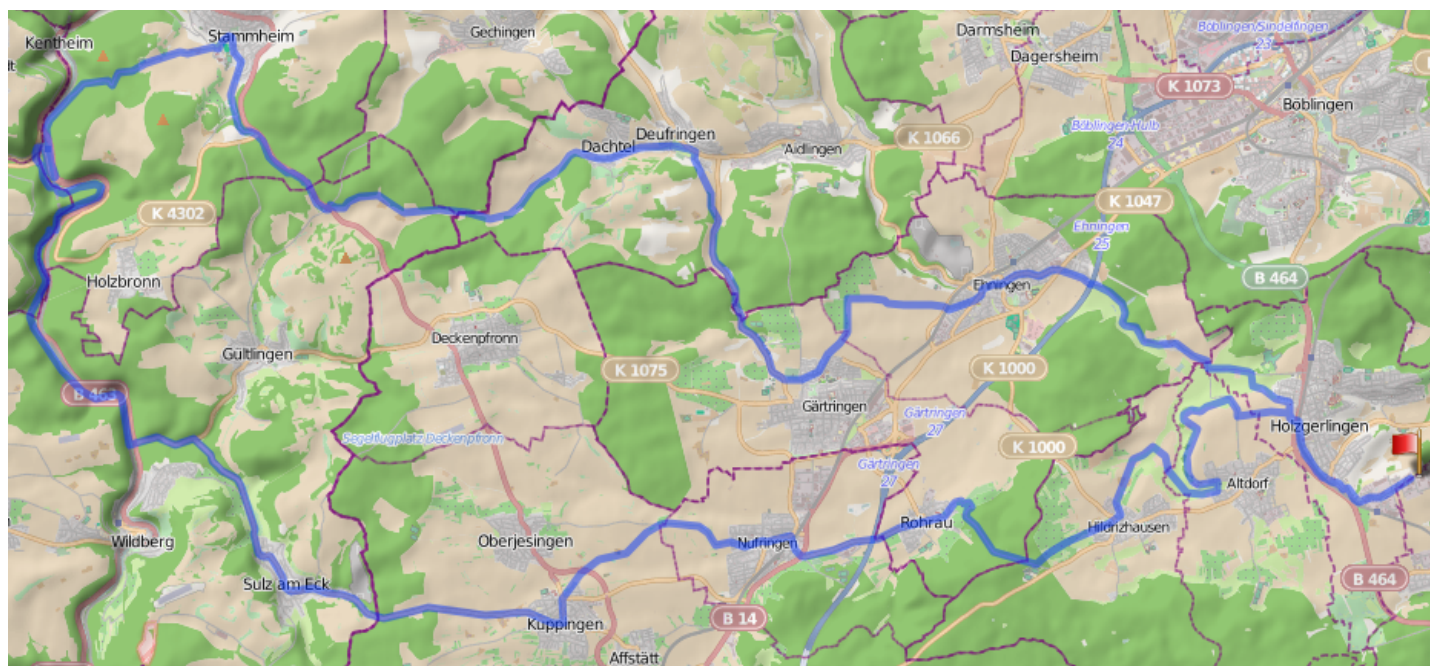 Böblingen/Sindelfingen
23
Stammheim
Gechingen
Darmsheim
Kentheim
Dagersheim
K 1073
Böblingen
Böblingen-Hulb
24
Deufringen
K 1066
Dachtel
Aidlingen
K 1047
K 4302
Ehningen
25
B 464
Holzbronn
Ehningen
Deckenpfronn
Gültlingen
K 1075
K 1000
B 463
Gärtringen
Gärtringen
27
Holzgerlingen
Segelflugplatz Deckenpfronn
K 1000
Gärtringen
27
Altdorf
Rohrau
Hildrizhausen
Wildberg
Oberjesingen
Nufringen
B 464
Sulz am Eck
B 14
Kuppingen
Affstätt